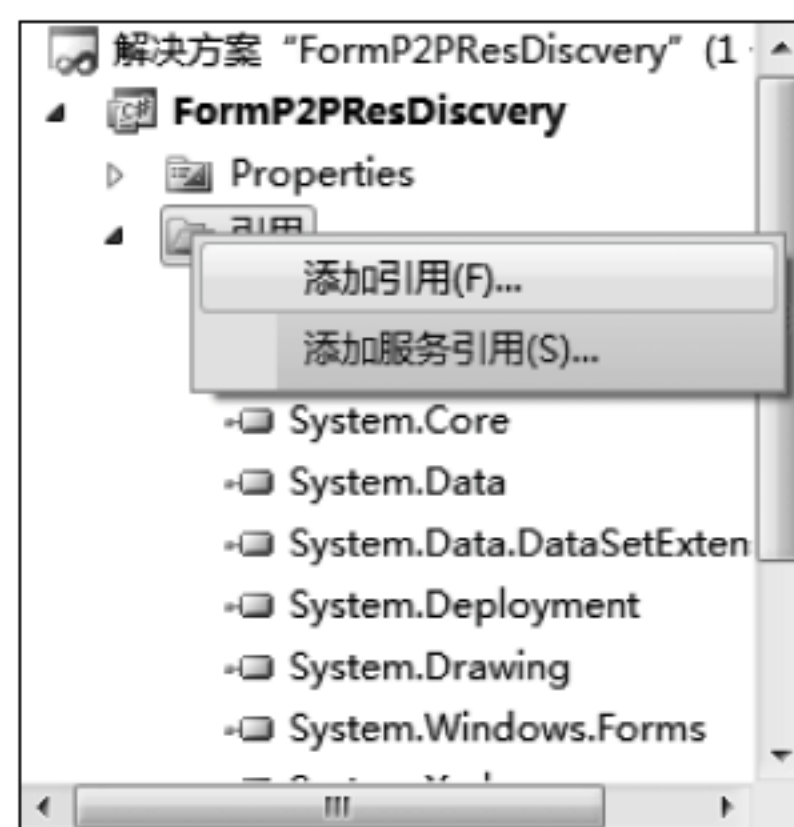 解决方案 “FormP2PResDiscvery” (1
FormP2PResDiscvery
Properties
引用
添加引用(F)...
添加服务引用(S)...
System.Core
System.Data
System.Data.DataSetExten
System.Deployment
System.Drawing
System.Windows.Forms